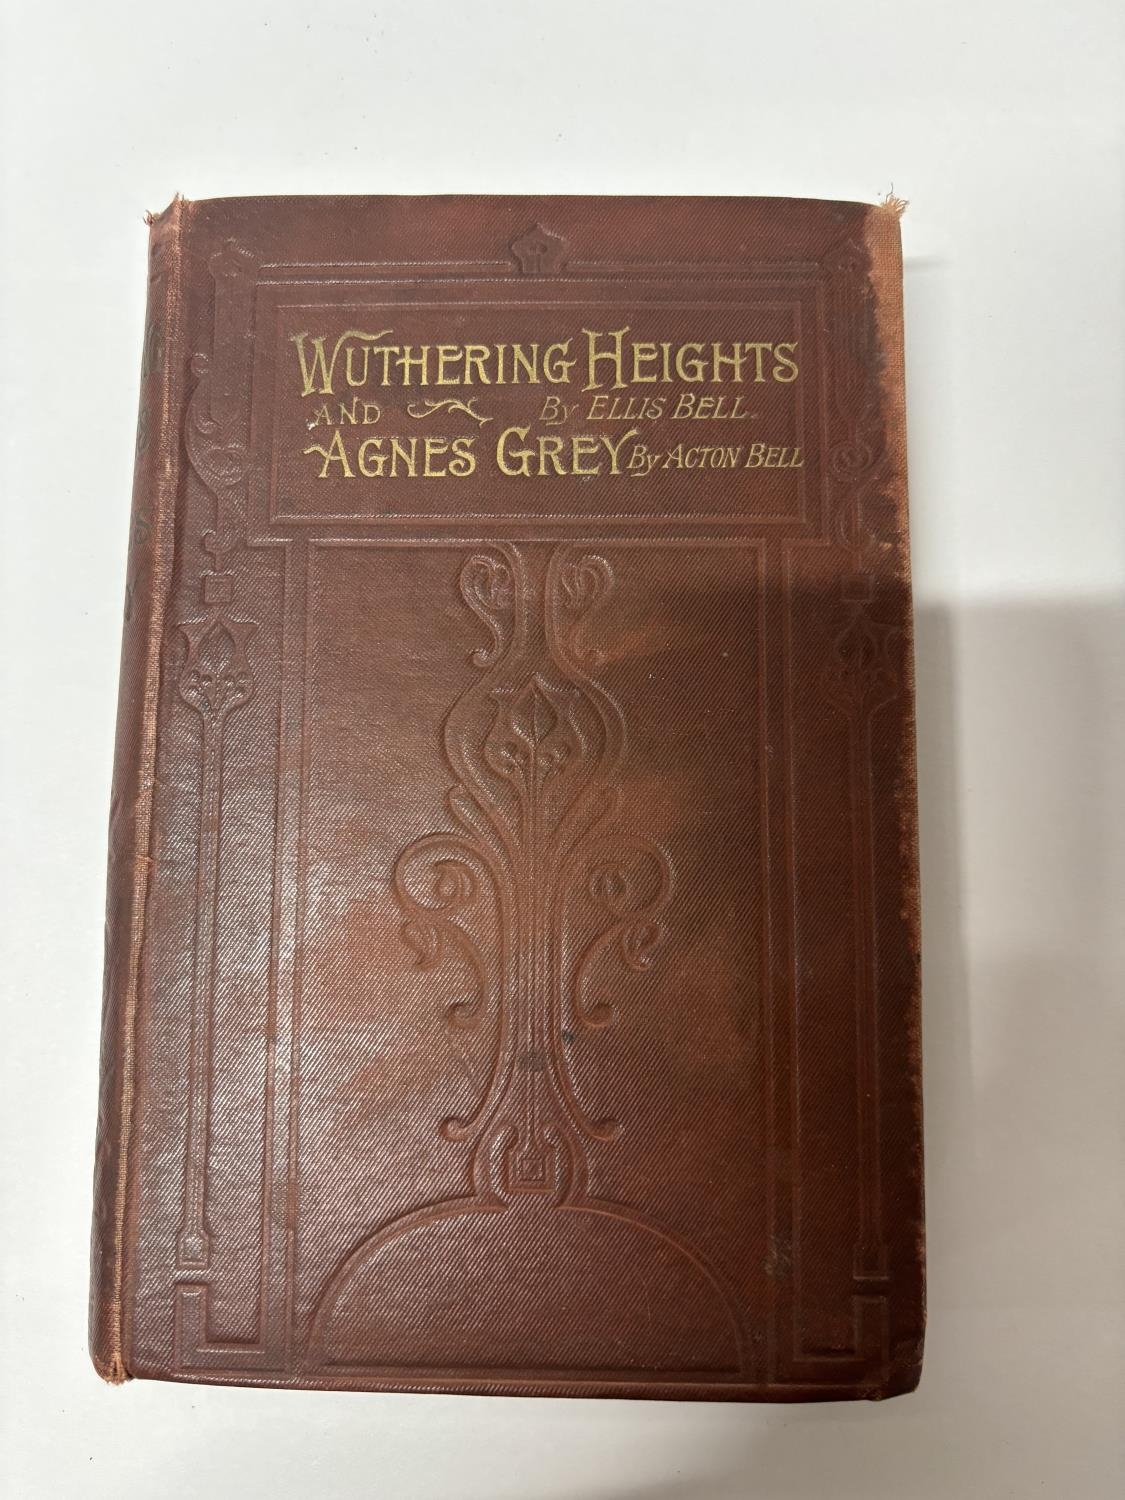 WUTHERING HEIGHTS
AND By ELLIS BELL.
AGNES GREY By ACTON BELL